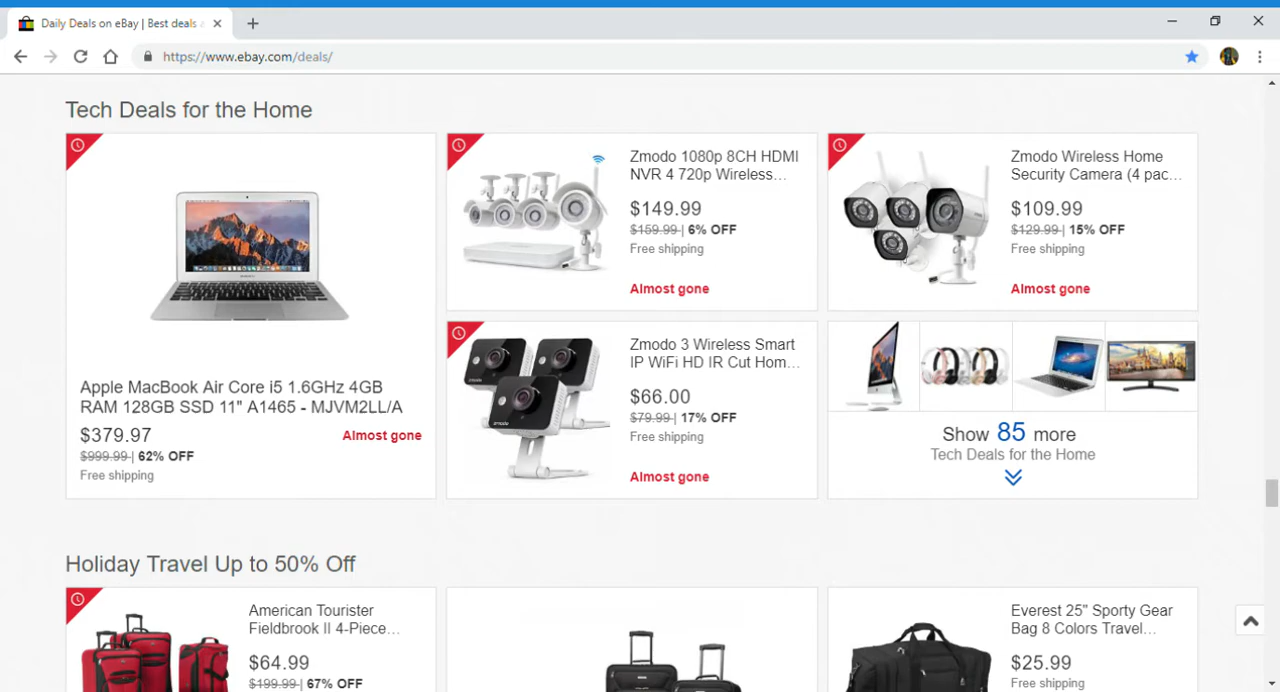 Daily Deals on eBay | Best deals a
https://www.ebay.com/deals/
Tech Deals for the Home
Apple MacBook Air Core i5 1.6GHz 4GB
RAM 128GB SSD 11" A1465 - MJVM2LL/A
$379.97
Almost gone
$999.99 | 62% OFF
Free shipping
Zmodo 1080p 8CH HDMI
NVR 4 720p Wireless...
$149.99
$159.99 | 6% OFF
Free shipping
Almost gone
Zmodo Wireless Home
Security Camera (4 pac...
$109.99
$129.99 | 15% OFF
Free shipping
Almost gone
zmodo
Zmodo 3 Wireless Smart
IP WiFi HD IR Cut Hom...
$66.00
$79.99 | 17% OFF
Free shipping
Almost gone
Show 85 more
Tech Deals for the Home
Holiday Travel Up to 50% Off
American Tourister
Fieldbrook II 4-Piece...
$64.99
$199.99 | 67% OFF
Everest 25" Sporty Gear
Bag 8 Colors Travel...
$25.99
Free shipping